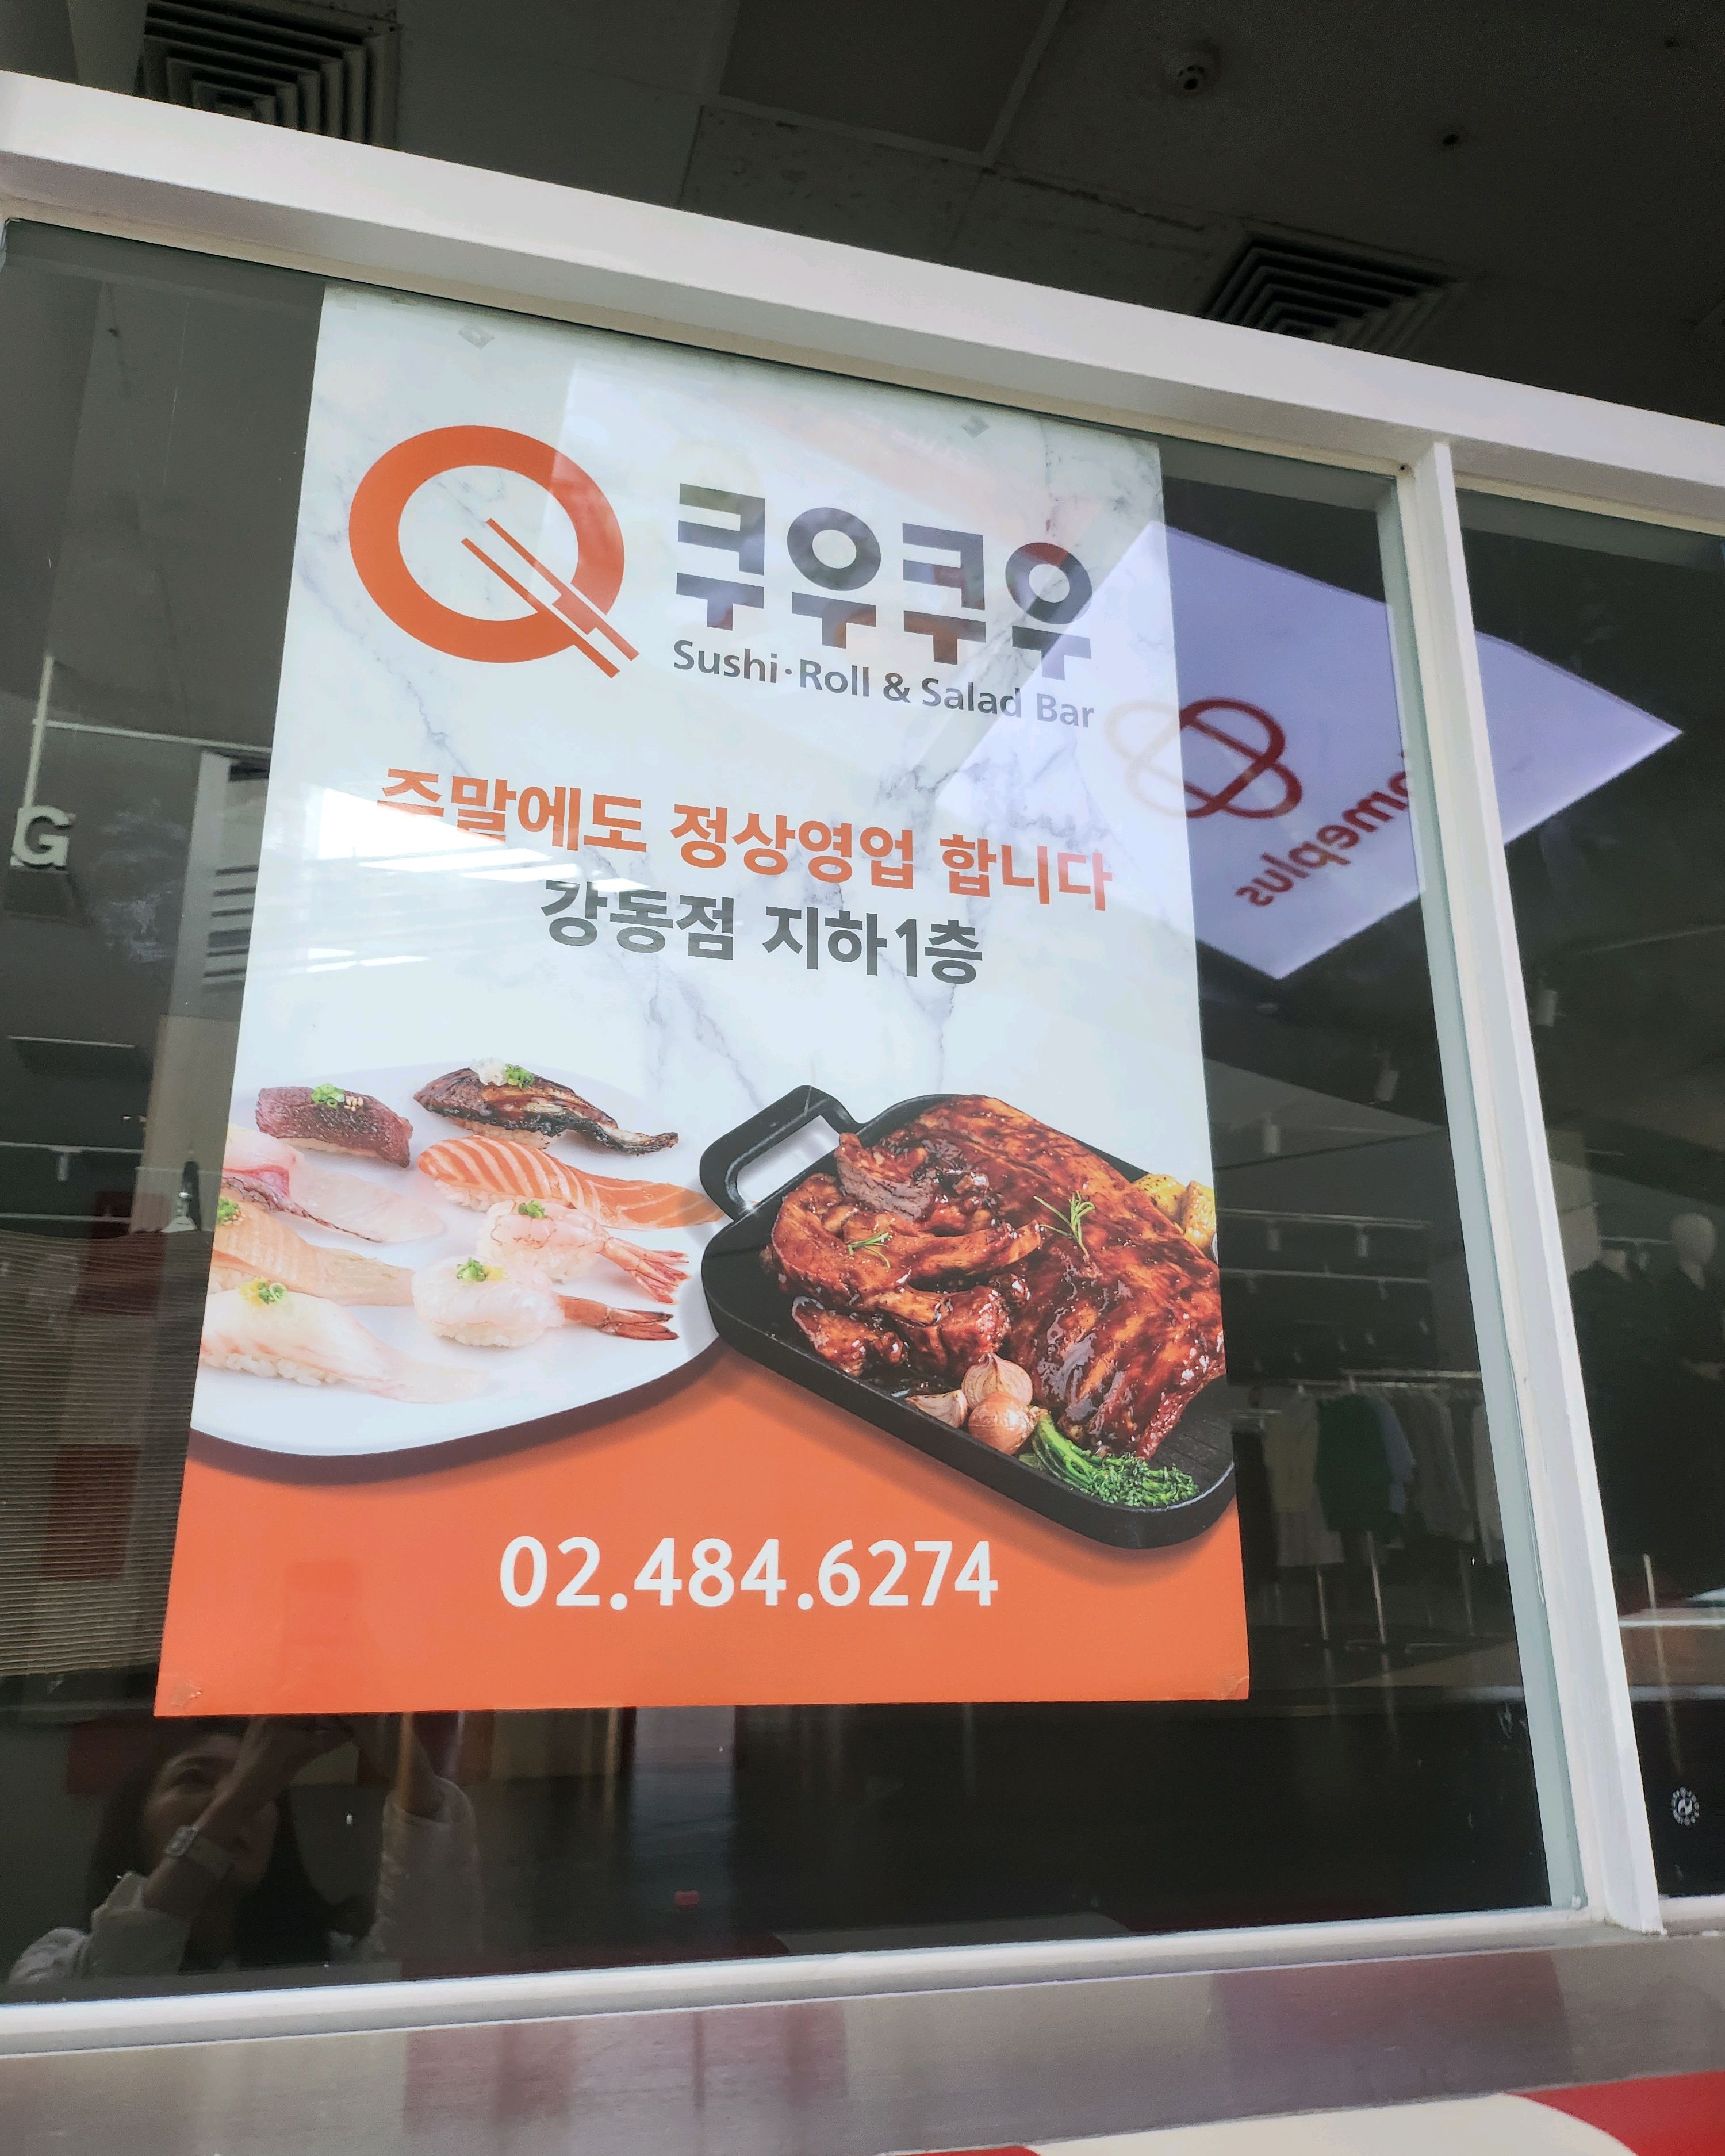 쿠우쿠우
Sushi·Roll & Salad Bar
주말에도 정상영업 합니다
강동점 지하1층
02.484.6274
G